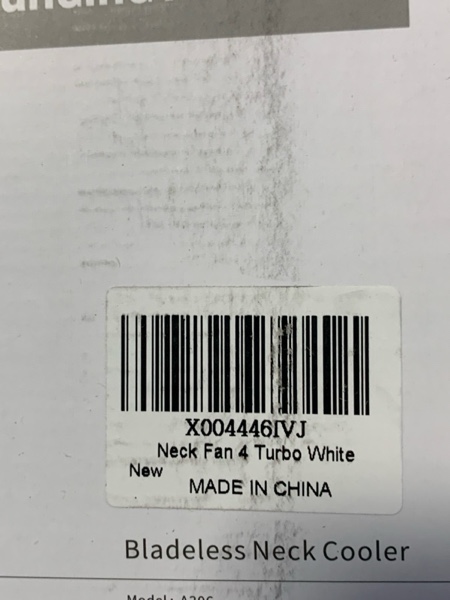 X004446IVJ
Neck Fan 4 Turbo White
New
MADE IN CHINA
Bladeless Neck Cooler